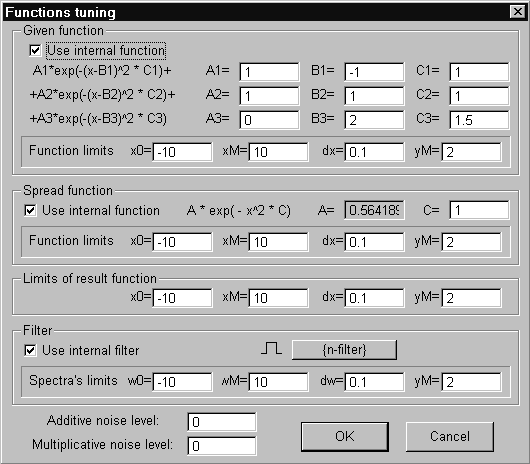 Functions tuning
Given function
Use internal function
A1*exp(-(x-B1)^2 * C1)+ A1= 1 B1= -1 C1= 1
+A2*exp(-(x-B2)^2 * C2)+ A2= 1 B2= 1 C2= 1
+A3*exp(-(x-B3)^2 * C3) A3= 0 B3= 2 C3= 1.5
Function limits x0= -10 xM= 10 dx= 0.1 yM= 2
Spread function
Use internal function A * exp( - x^2 * C) A= 0.564189 C= 1
Function limits x0= -10 xM= 10 dx= 0.1 yM= 2
Limits of result function
x0= -10 xM= 10 dx= 0.1 yM= 2
Filter
Use internal filter {n-filter}
Spectra's limits w0= -10 wM= 10 dw= 0.1 yM= 2
Additive noise level: 0
Multiplicative noise level: 0
OK Cancel